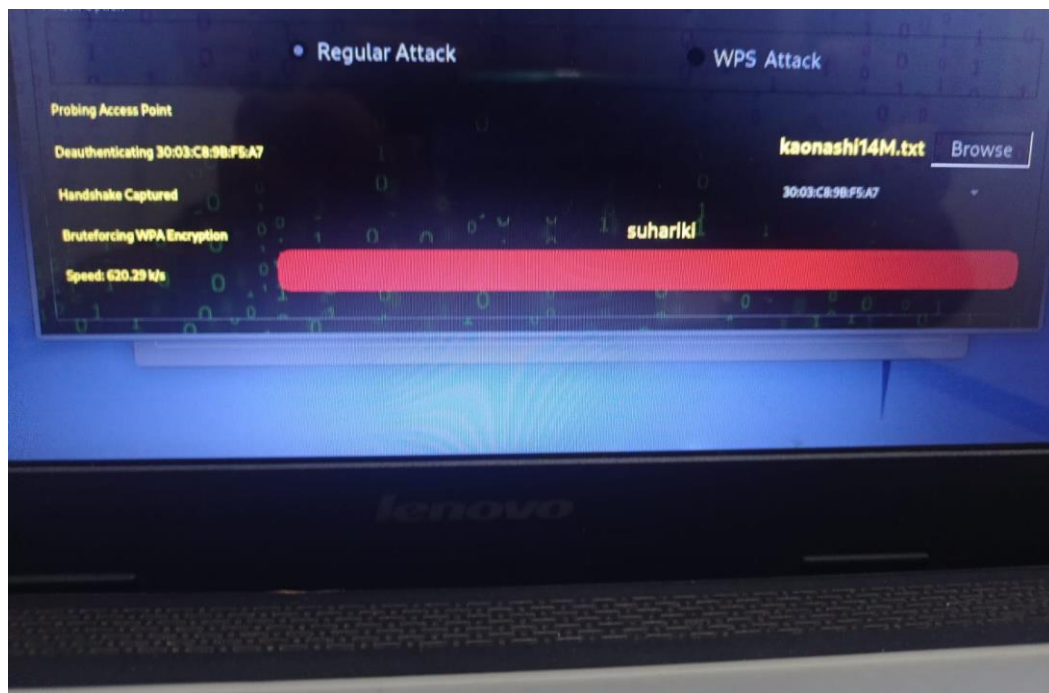 Regular Attack
WPS Attack
Probing Access Point
Deauthenticating 30:03:C8:9B:F5:A7
kaonashi14M.txt Browse
Handshake Captured
30:03:C8:9B:F5:A7
Bruteforcing WPA Encryption
suhariki
Speed: 620.29 k/s
lenovo